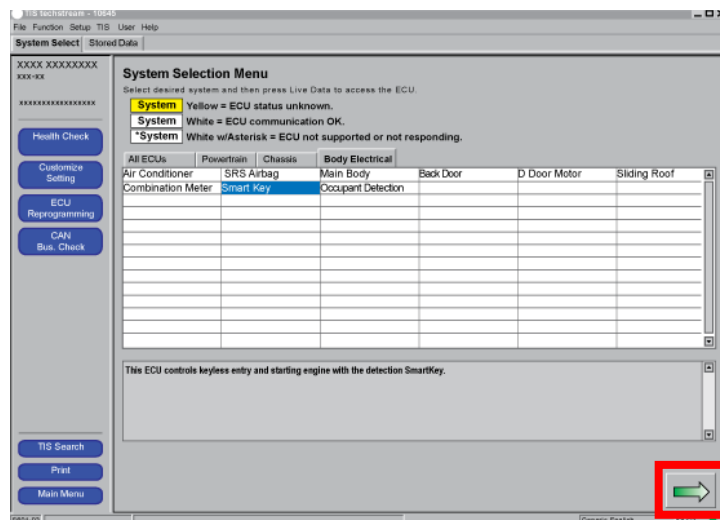 TIS techstream - 10845
File Function Setup TIS User Help
System Select Stored Data
XXXX XXXXXXXX
xxx-xx
xxxxxxxxxxxxxxxxx
Health Check
Customize
Setting
ECU
Reprogramming
CAN
Bus. Check
TIS Search
Print
Main Menu
System Selection Menu
Select desired system and then press Live Data to access the ECU.
System Yellow = ECU status unknown.
System White = ECU communication OK.
*System White w/Asterisk = ECU not supported or not responding.
All ECUs Powertrain Chassis Body Electrical
Air Conditioner SRS Airbag Main Body Back Door D Door Motor Sliding Roof
Combination Meter Smart Key Occupant Detection
This ECU controls keyless entry and starting engine with the detection SmartKey.